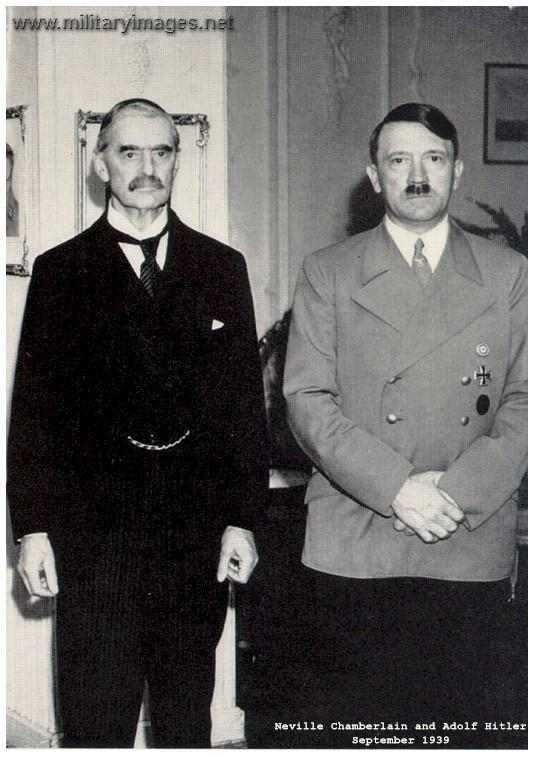 www.militaryimages.net
Neville Chamberlain and Adolf Hitler
September 1939